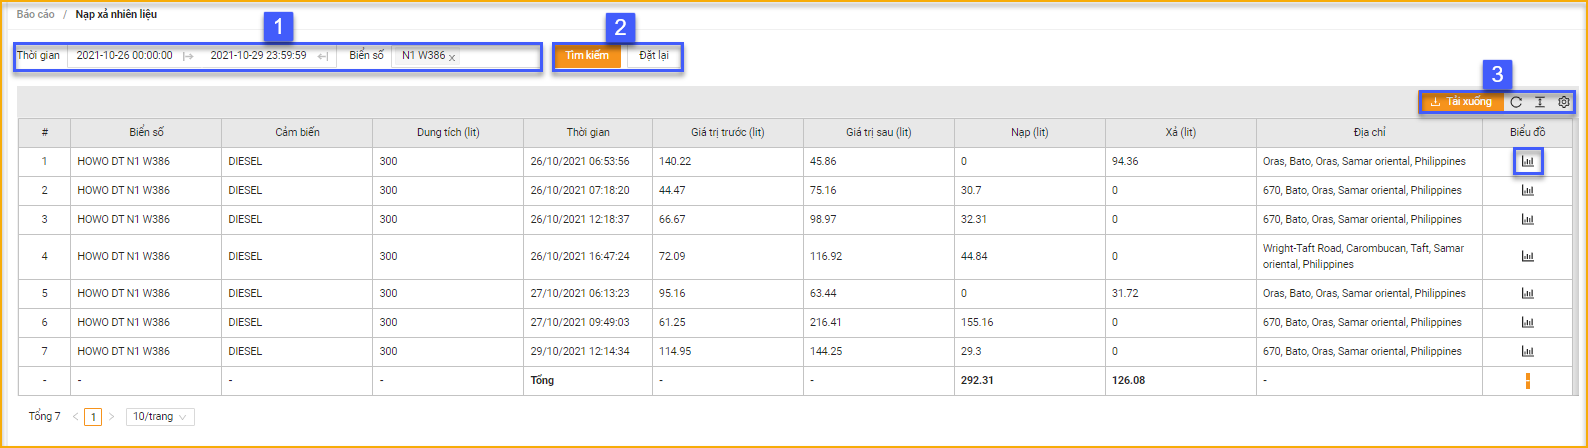 Báo cáo / Nạp xả nhiên liệu
1
2
Thời gian 2021-10-26 00:00:00 2021-10-29 23:59:59 Biển số N1 W386 x Tìm kiếm Đặt lại
3
Tải xuống
# Biển số Cảm biến Dung tích (lit) Thời gian Giá trị trước (lit) Giá trị sau (lit) Nạp (lit) Xả (lit) Địa chỉ Biểu đồ
1 HOWO DT N1 W386 DIESEL 300 26/10/2021 06:53:56 140.22 45.86 0 94.36 Oras, Bato, Oras, Samar oriental, Philippines
2 HOWO DT N1 W386 DIESEL 300 26/10/2021 07:18:20 44.47 75.16 30.7 0 670, Bato, Oras, Samar oriental, Philippines
3 HOWO DT N1 W386 DIESEL 300 26/10/2021 12:18:37 66.67 98.97 32.31 0 670, Bato, Oras, Samar oriental, Philippines
4 HOWO DT N1 W386 DIESEL 300 26/10/2021 16:47:24 72.09 116.92 44.84 0 Wright-Taft Road, Carombucan, Taft, Samar
oriental, Philippines
5 HOWO DT N1 W386 DIESEL 300 27/10/2021 06:13:23 95.16 63.44 0 31.72 Oras, Bato, Oras, Samar oriental, Philippines
6 HOWO DT N1 W386 DIESEL 300 27/10/2021 09:49:03 61.25 216.41 155.16 0 670, Bato, Oras, Samar oriental, Philippines
7 HOWO DT N1 W386 DIESEL 300 29/10/2021 12:14:34 114.95 144.25 29.3 0 670, Bato, Oras, Samar oriental, Philippines
- - - - Tổng - - 292.31 126.08 -
Tổng 7 < 1 > 10/trang